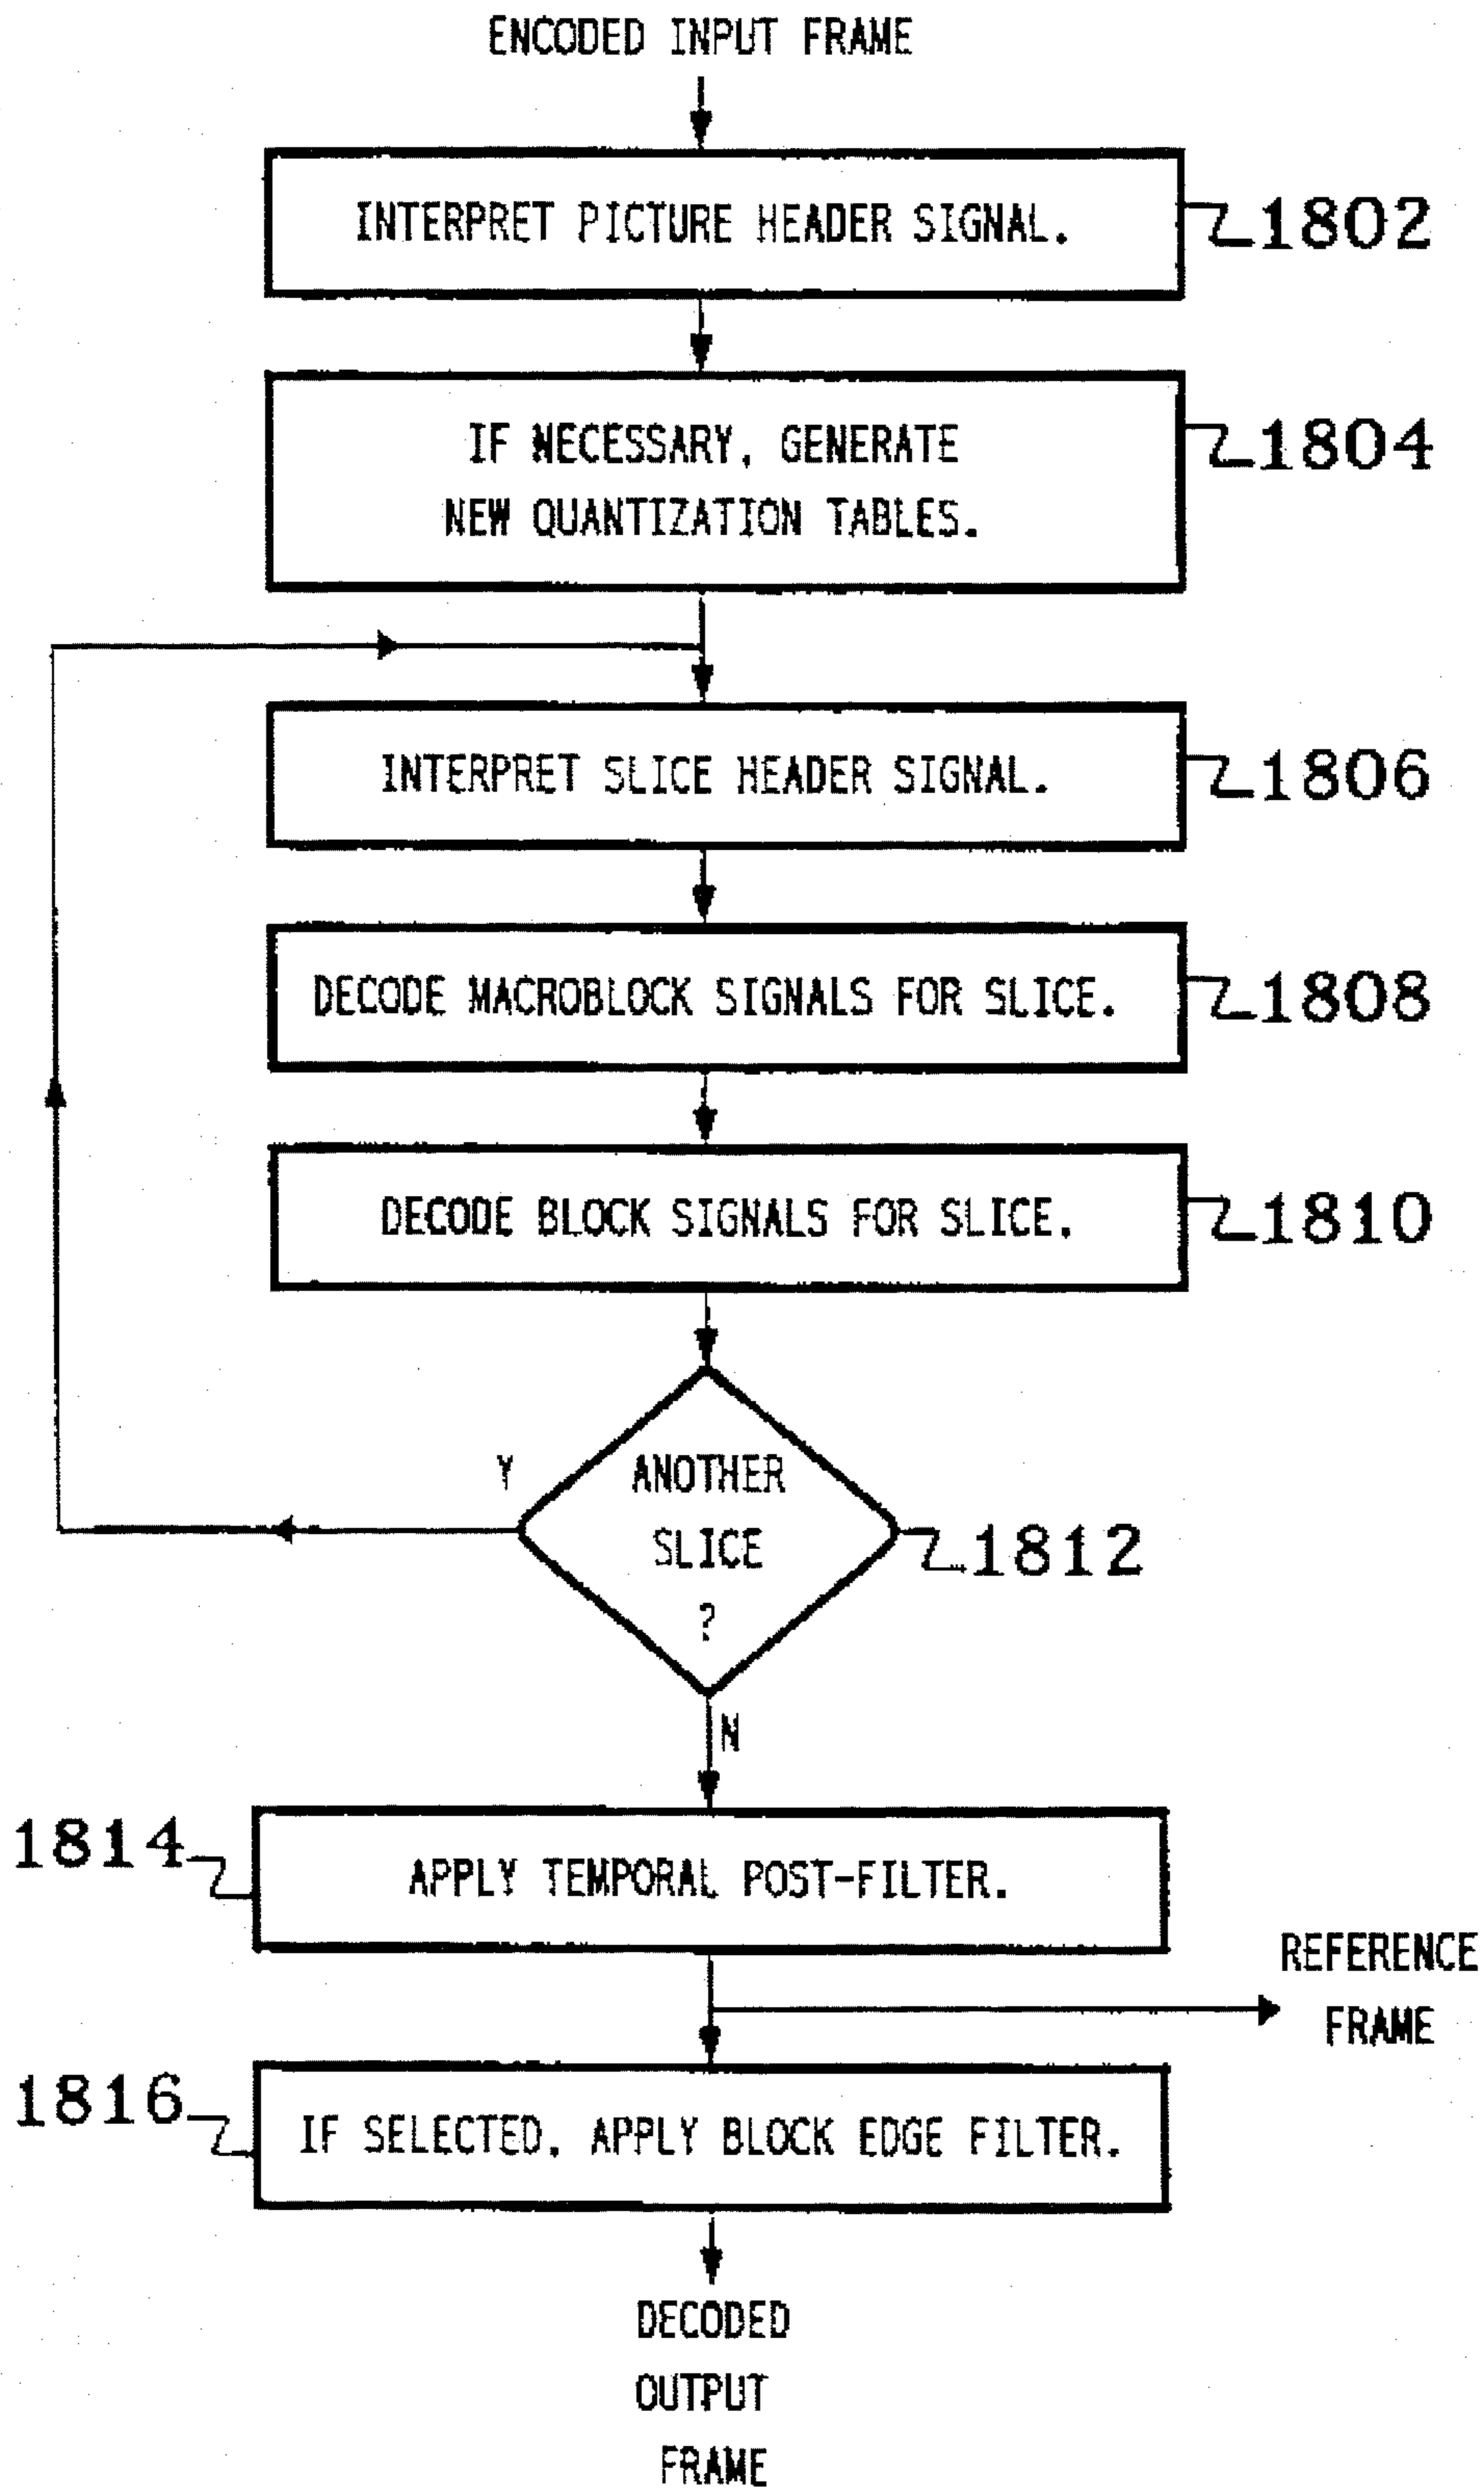 ENCODED INPUT FRAME
INTERPRET PICTURE HEADER SIGNAL.
1802
IF NECESSARY, GENERATE
NEW QUANTIZATION TABLES.
1804
INTERPRET SLICE HEADER SIGNAL.
1806
DECODE MACROBLOCK SIGNALS FOR SLICE.
1808
DECODE BLOCK SIGNALS FOR SLICE.
1810
Y
ANOTHER
SLICE
?
1812
N
1814
APPLY TEMPORAL POST-FILTER.
REFERENCE
FRAME
1816
IF SELECTED, APPLY BLOCK EDGE FILTER.
DECODED
OUTPUT
FRAME